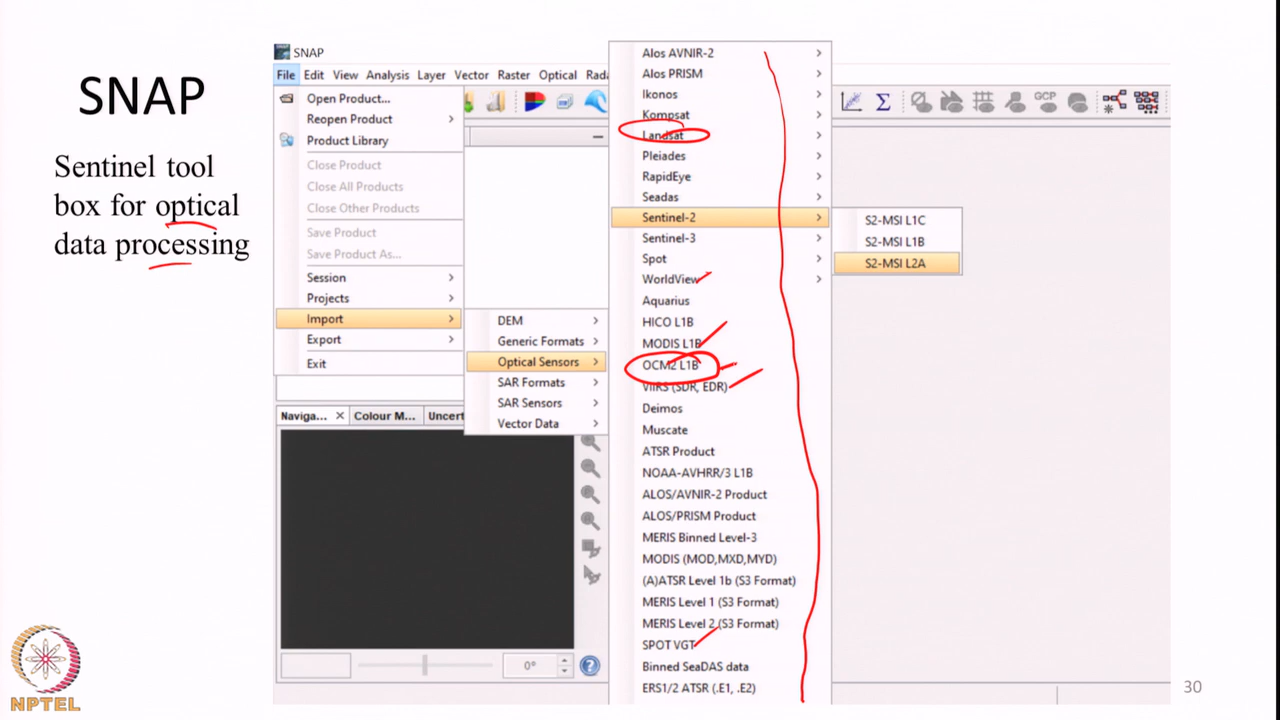 SNAP
Sentinel tool
box for optical
data processing
SNAP
File Edit View Analysis Layer Vector Raster Optical Rada
Open Product...
Reopen Product
Product Library
Close Product
Close All Products
Close Other Products
Save Product
Save Product As...
Session
Projects
Import
Export
Exit
DEM
Generic Formats
Optical Sensors
SAR Formats
SAR Sensors
Vector Data
Alos AVNIR-2
Alos PRISM
Ikonos
Kompsat
Landsat
Pleiades
RapidEye
Seadas
Sentinel-2
Sentinel-3
Spot
WorldView
Aquarius
HICO L1B
MODIS L1B
OCM2 L1B
VIIRS (SDR, EDR)
Deimos
Muscate
ATSR Product
NOAA-AVHRR/3 L1B
ALOS/AVNIR-2 Product
ALOS/PRISM Product
MERIS Binned Level-3
MODIS (MOD,MXD,MYD)
(A)ATSR Level 1b (S3 Format)
MERIS Level 1 (S3 Format)
MERIS Level 2 (S3 Format)
SPOT VGT
Binned SeaDAS data
ERS1/2 ATSR (.E1, .E2)
S2-MSI L1C
S2-MSI L1B
S2-MSI L2A
GCP
Naviga... Colour M... Uncert
0°
NPTEL
30